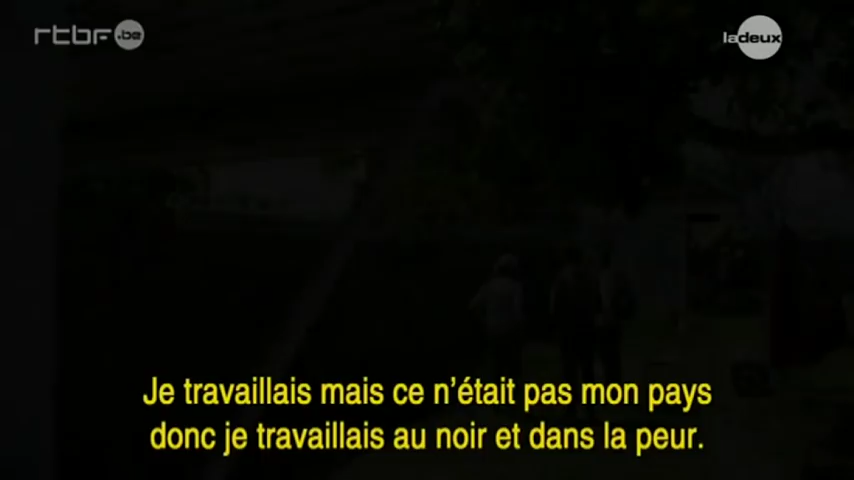 rtbf.be
ladeux
Je travaillais mais ce n'était pas mon pays
donc je travaillais au noir et dans la peur.